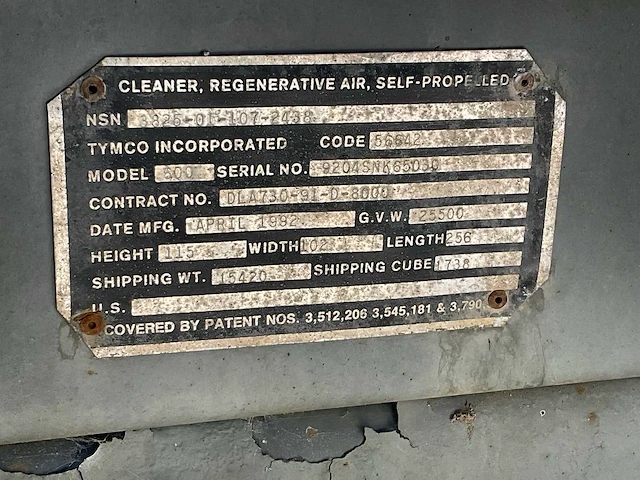 CLEANER, REGENERATIVE AIR, SELF-PROPELLED
NSN 3825-01-107-2438
TYMCO INCORPORATED CODE 56642
MODEL 600 SERIAL NO. 9204SNK65030
CONTRACT NO. DLA730-91-D-8000
DATE MFG. APRIL 1992 G.V.W. 25500
HEIGHT 115 WIDTH 102 LENGTH 256
SHIPPING WT. 15420 SHIPPING CUBE 1738
U.S.
COVERED BY PATENT NOS. 3,512,206 3,545,181 & 3,790